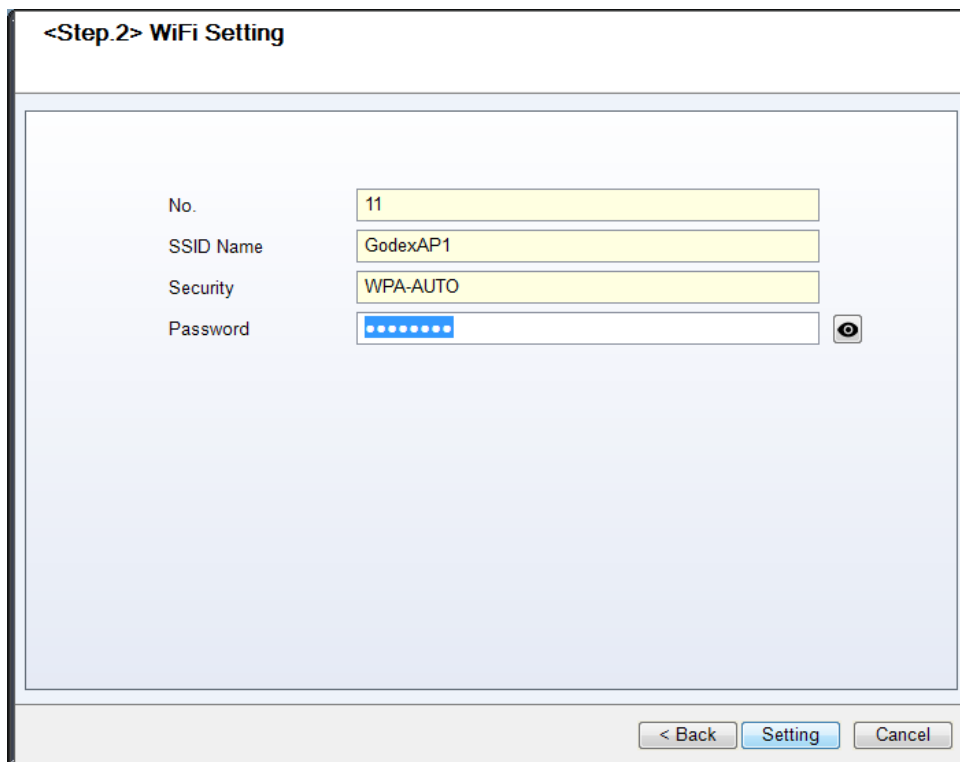 <Step.2> WiFi Setting
No. 11
SSID Name GodexAP1
Security WPA-AUTO
Password ●●●●●●●●
< Back Setting Cancel